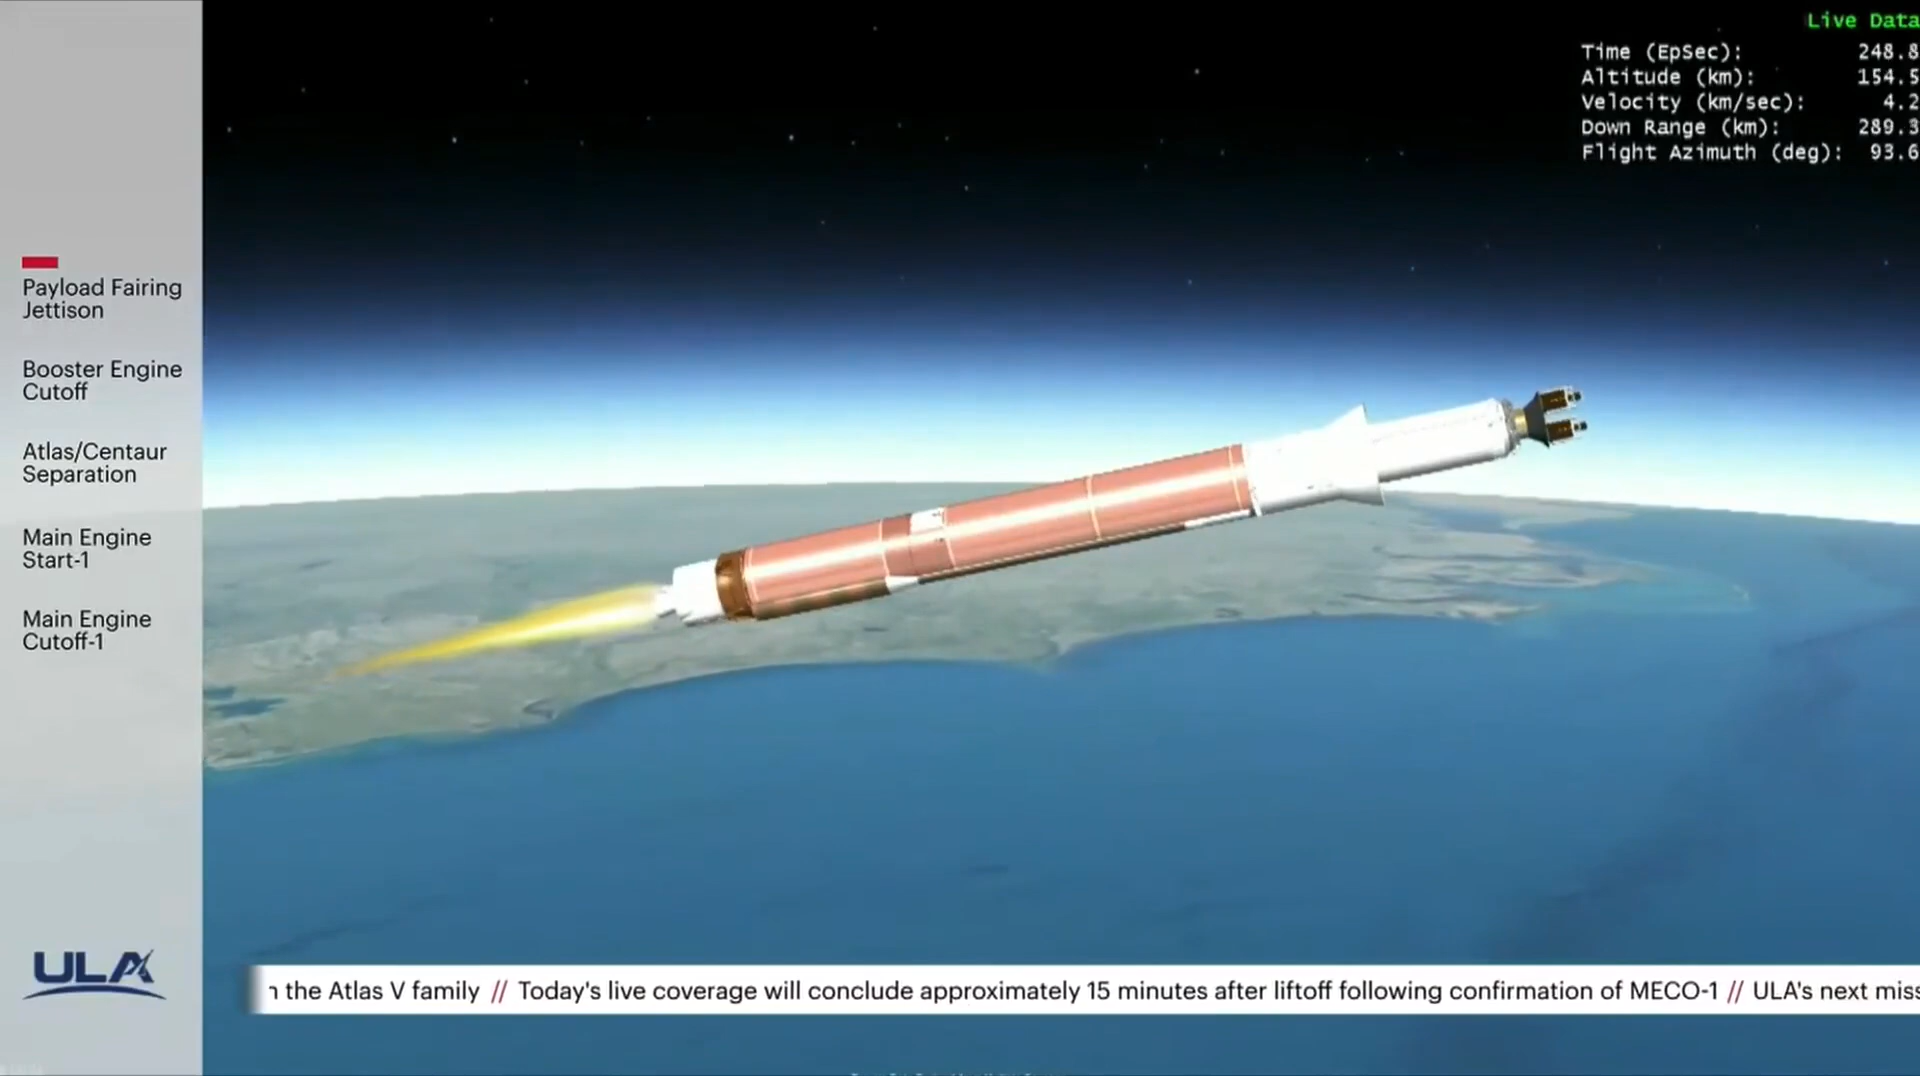 Live Data
Time (EpSec): 248.8
Altitude (km): 154.5
Velocity (km/sec): 4.2
Down Range (km): 289.3
Flight Azimuth (deg): 93.6
Payload Fairing
Jettison
Booster Engine
Cutoff
Atlas/Centaur
Separation
Main Engine
Start-1
Main Engine
Cutoff-1
ULA
the Atlas V family // Today's live coverage will conclude approximately 15 minutes after liftoff following confirmation of MECO-1 // ULA's next miss